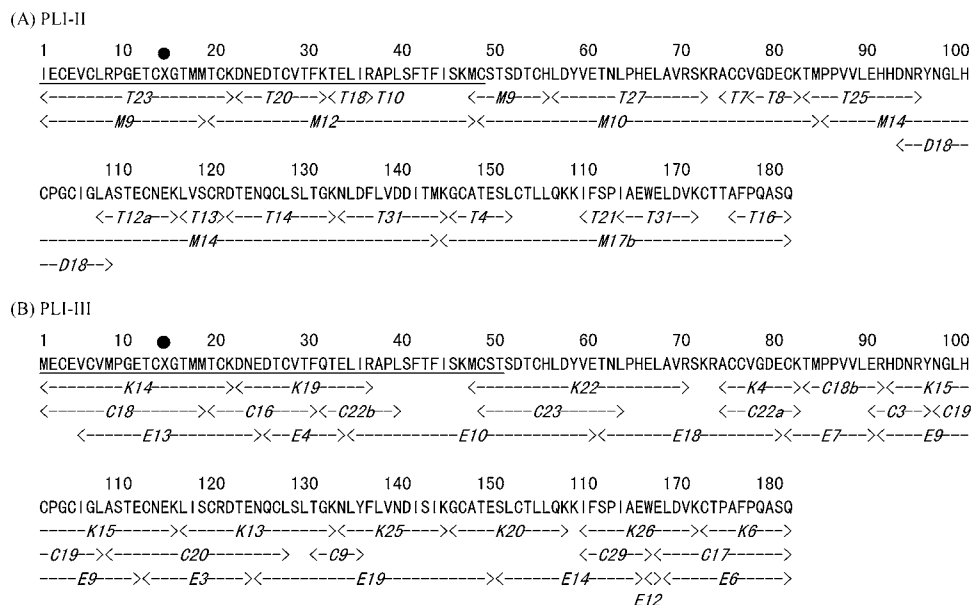 (A) PLI-II
1 10 ● 20 30 40 50 60 70 80 90 100
IECEVCLRPGETCXGTMMTCKDNEDTCVTFKTELIRAPLSFTFISKMCSTSDTCHLDYVETNLPHELAVRSKRACCVGDECKTMPPVVLEHHDNRYNGLH
<---------T23---------><----T20----><-T18->T10 <---M9---><-------T27-------> <-T7-><-T8-><----T25---->
<--------M9--------><--------------M12--------------><-----------------M10-----------------><------M14------
<---D18---
110 120 130 140 150 160 170 180
CPGCIGLASTECNEKLVSCRDTENQCLSLTGKNLDFLVDDITMKGCATESLCTLLQKKIFSPIAEWELDVKCTTAFPQASQ
<--T12a--><-T13-><----T14----><----T31----><--T4--> <-T21-><---T31---> <--T16-->
-------------------M14-------------------><------------------M17b------------------>
--D18-->
(B) PLI-III
1 10 ● 20 30 40 50 60 70 80 90 100
MECEVCVMPGETCXGTMMTCKDNEDTCVTFQTELIRAPLSFTFISKMCSTSDTCHLDYVETNLPHELAVRSKRACCVGDECKTMPPVVLERHDNRYNGLH
<---------K14---------><------K19------> <----------K22----------> <---K4---><--C18b--><---K15---
<--------C18--------><----C16----><--C22b--> <------C23------> <--C22a--> <--C3--><-C19
<---------E13---------><---E4---><-------------E10-------------><---------E18---------><----E7----><----E9----
110 120 130 140 150 160 170 180
CPGCIGLASTECNEKLISCRDTENQCLSLTGKNLYFLVNDISIKGCATESLCTLLQKKIFSPIAEWELDVKCTPAFPQASQ
------K15------><------K13------><----K25----><----K20----> <----K26----><---K6--->
-C19--><--------C20--------> <-C9-> <--C29--><-----C17----->
----E9----><----E3----><------------E19------------><-------E14-------><><-----E6----->
E12